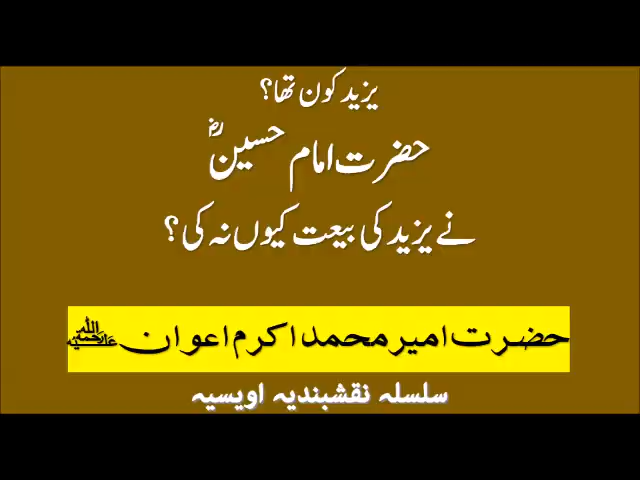 یزید کون تھا؟
حضرت امام حسینؓ
نے یزید کی بیعت کیوں نہ کی؟
حضرت امیر محمد اکرم اعوان رحمۃ اللہ علیہ
سلسلہ نقشبندیہ اویسیہ